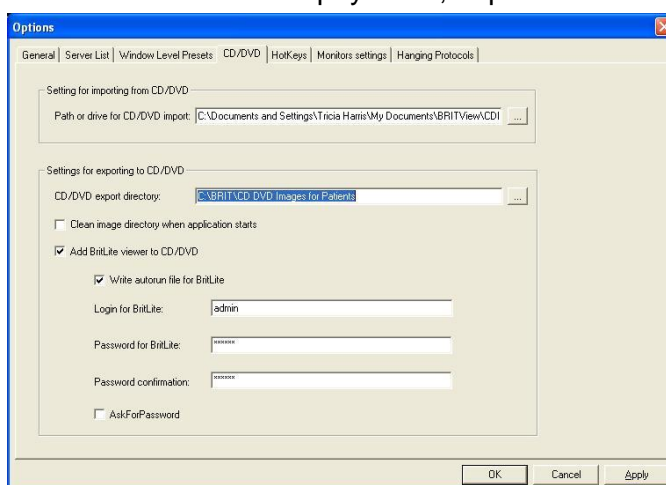 Options
General Server List Window Level Presets CD/DVD HotKeys Monitors settings Hanging Protocols
Setting for importing from CD/DVD
Path or drive for CD/DVD import: C:\Documents and Settings\Tricia Harris\My Documents\BRITView\CDI ...
Settings for exporting to CD/DVD
CD/DVD export directory: C:\BRIT\CD DVD Images for Patients ...
Clean image directory when application starts
Add BritLite viewer to CD/DVD
Write autorun file for BritLite
Login for BritLite: admin
Password for BritLite: ******
Password confirmation: ******
AskForPassword
OK Cancel Apply